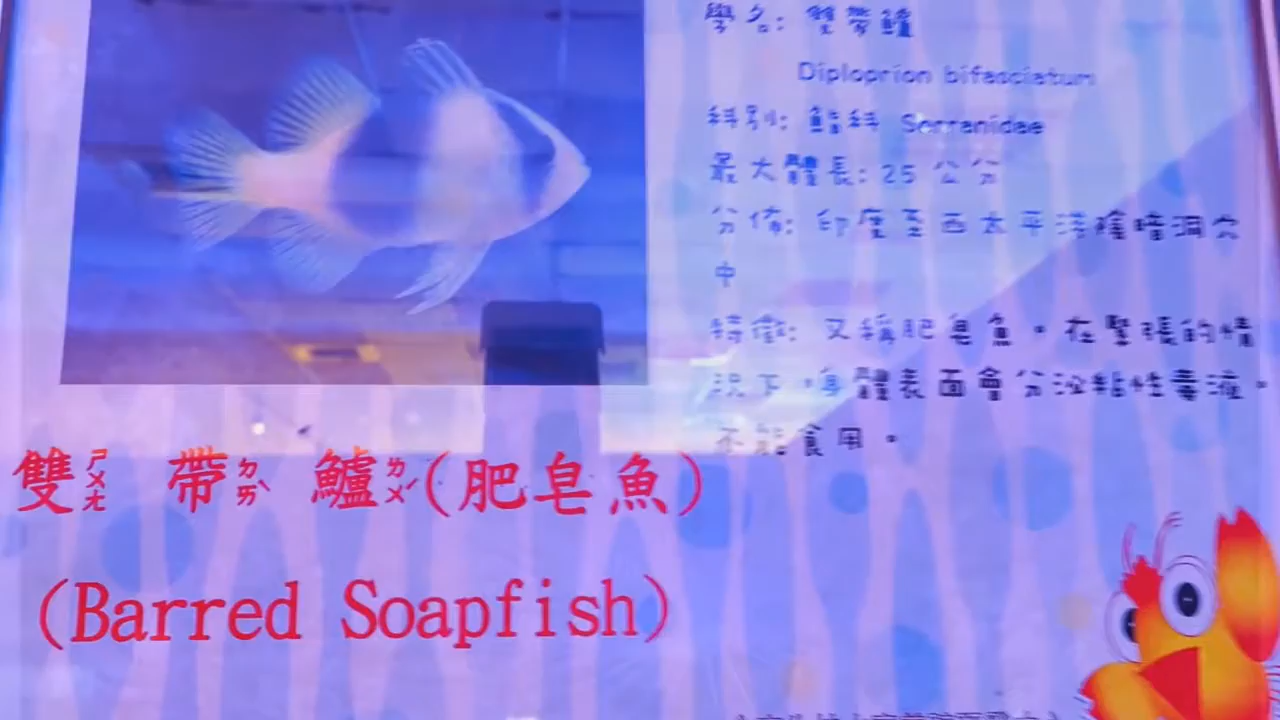 學名: 雙帶鱸
Diploprion bifasciatum
科別: 鮨科 Serranidae
最大體長: 25 公分
分佈: 印度至西太平洋陰暗洞穴
中
特徵: 又稱肥皂魚。在緊張的情
況下,身體表面會分泌粘性毒液。
不能食用。
雙ㄕㄨㄤ 帶ㄉㄞˋ 鱸ㄌㄨˊ(肥皂魚)
(Barred Soapfish)